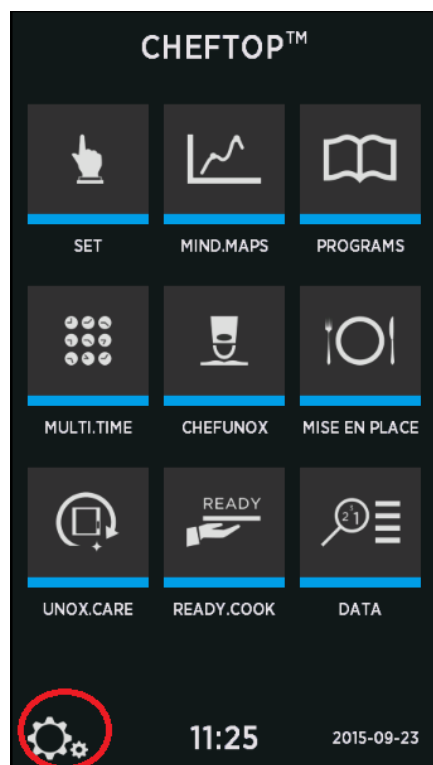 CHEFTOP™
SET MIND.MAPS PROGRAMS
MULTI.TIME CHEFUNOX MISE EN PLACE
READY
UNOX.CARE READY.COOK DATA
11:25 2015-09-23